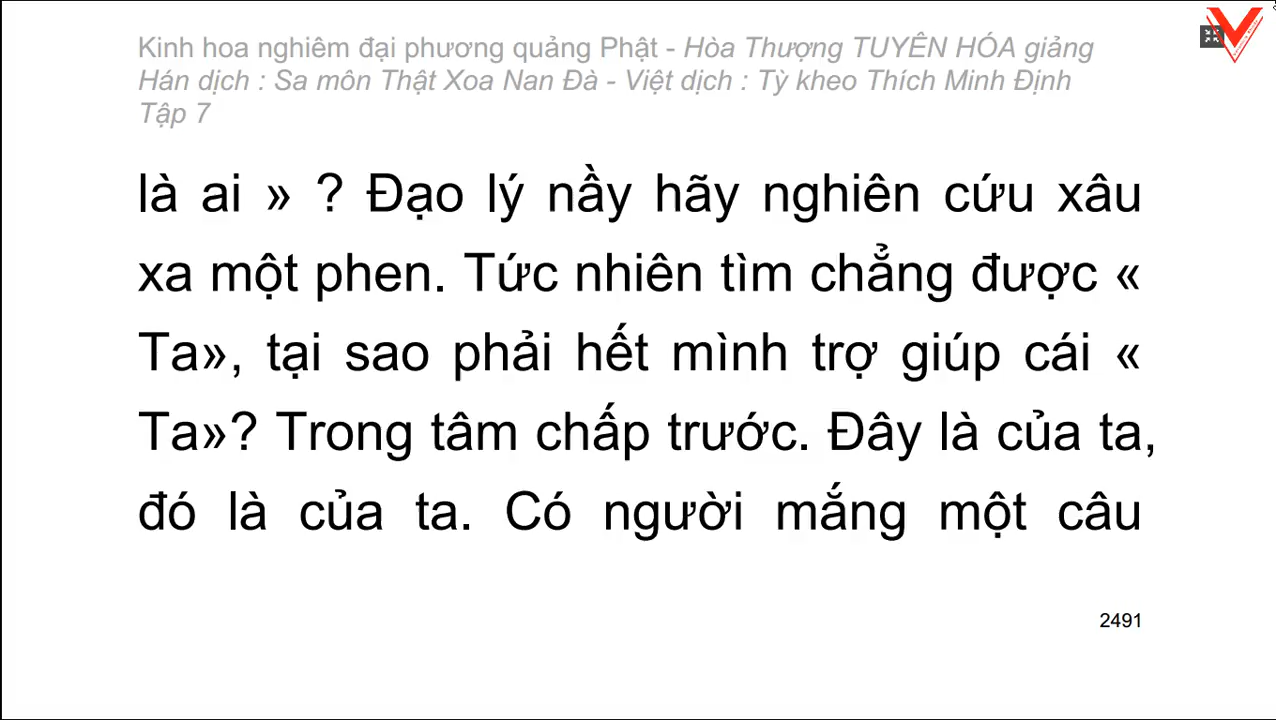 Kinh hoa nghiêm đại phương quảng Phật - Hòa Thượng TUYÊN HÓA giảng
Hán dịch : Sa môn Thật Xoa Nan Đà - Việt dịch : Tỳ kheo Thích Minh Định
Tập 7
là ai » ? Đạo lý nầy hãy nghiên cứu xâu
xa một phen. Tức nhiên tìm chẳng được «
Ta», tại sao phải hết mình trợ giúp cái «
Ta»? Trong tâm chấp trước. Đây là của ta,
đó là của ta. Có người mắng một câu
2491